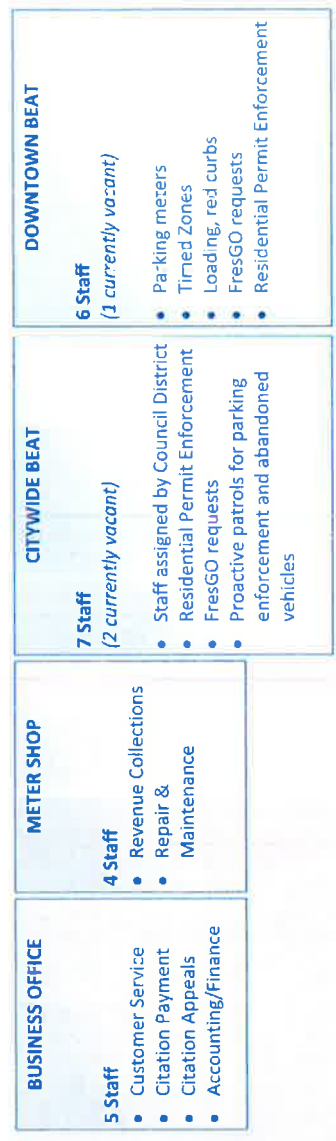 BUSINESS OFFICE
5 Staff
• Customer Service
• Citation Payment
• Citation Appeals
• Accounting/Finance
METER SHOP
4 Staff
• Revenue Collections
• Repair &
Maintenance
CITYWIDE BEAT
7 Staff
(2 currently vacant)
• Staff assigned by Council District
• Residential Permit Enforcement
• FresGO requests
• Proactive patrols for parking
enforcement and abandoned
vehicles
DOWNTOWN BEAT
6 Staff
(1 currently vacant)
• Parking meters
• Timed Zones
• Loading, red curbs
• FresGO requests
• Residential Permit Enforcement